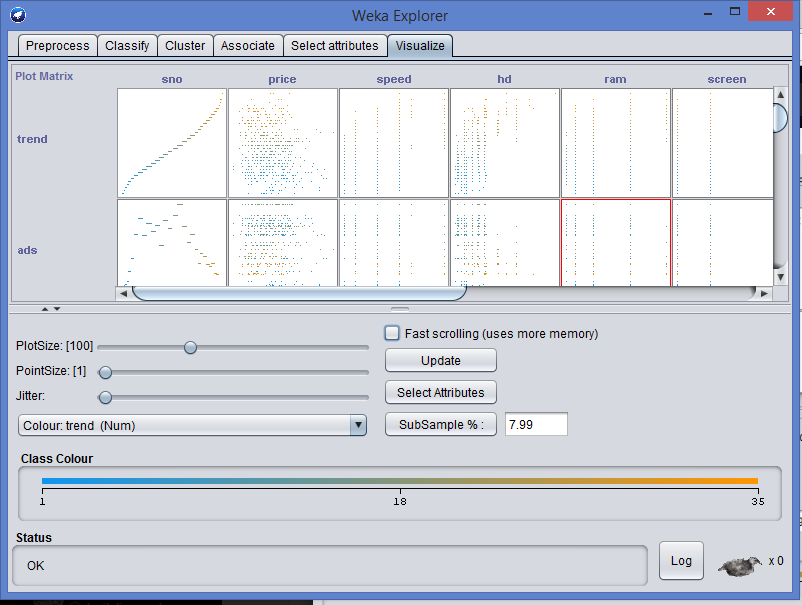 Weka Explorer
Preprocess Classify Cluster Associate Select attributes Visualize
Plot Matrix sno price speed hd ram screen
trend
ads
Fast scrolling (uses more memory)
PlotSize: [100]
Update
PointSize: [1]
Select Attributes
Jitter:
Colour: trend (Num)
SubSample % : 7.99
Class Colour
1 18 35
Status
OK
Log
x 0